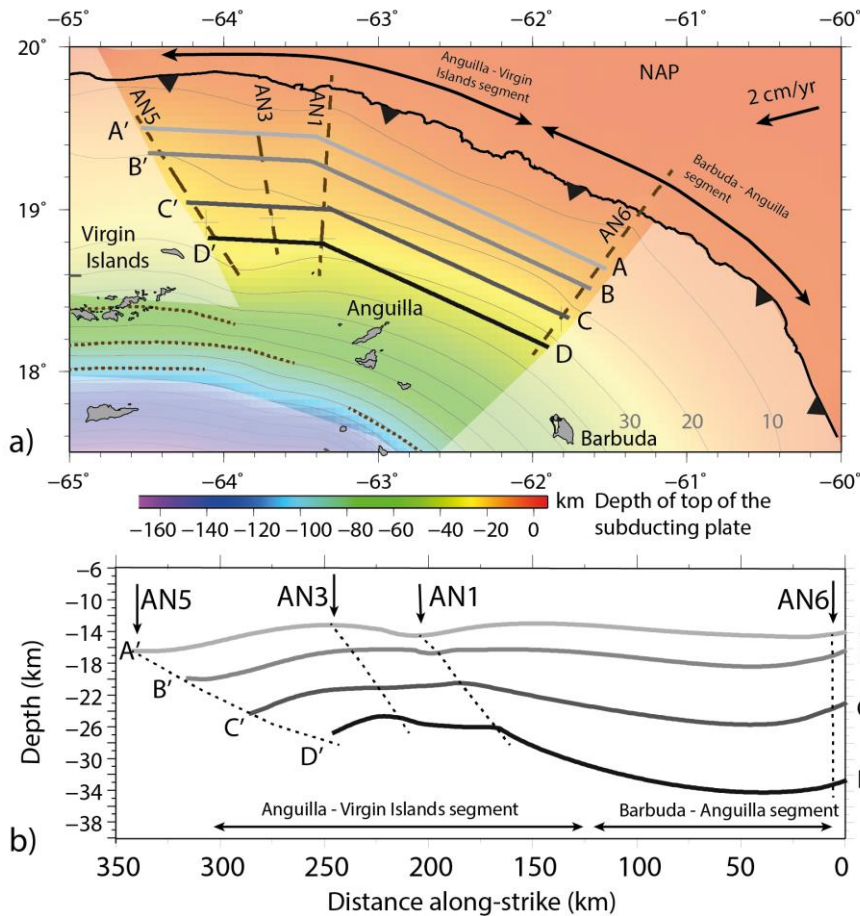 −65˚ −64˚ −63˚ −62˚ −61˚ −60˚
20˚
Anguilla - Virgin
Islands segment
NAP
2 cm/yr
AN5
AN3
AN1
A’
B’
19˚
C’
Barbuda - Anguilla
segment
AN6
D’
Virgin
Islands
A
B
Anguilla
C
D
18˚
30 20 10
Barbuda
a)
−65˚ −64˚ −63˚ −62˚ −61˚ −60˚
km Depth of top of the
subducting plate
−160 −140 −120 −100 −80 −60 −40 −20 0
−6
−10
AN5 AN3 AN1 AN6
−14
A’
−18
B’
−22
C’
−26
D’
−30
−34
−38
Depth (km)
Anguilla - Virgin Islands segment Barbuda - Anguilla segment
b)
350 300 250 200 150 100 50 0
Distance along-strike (km)